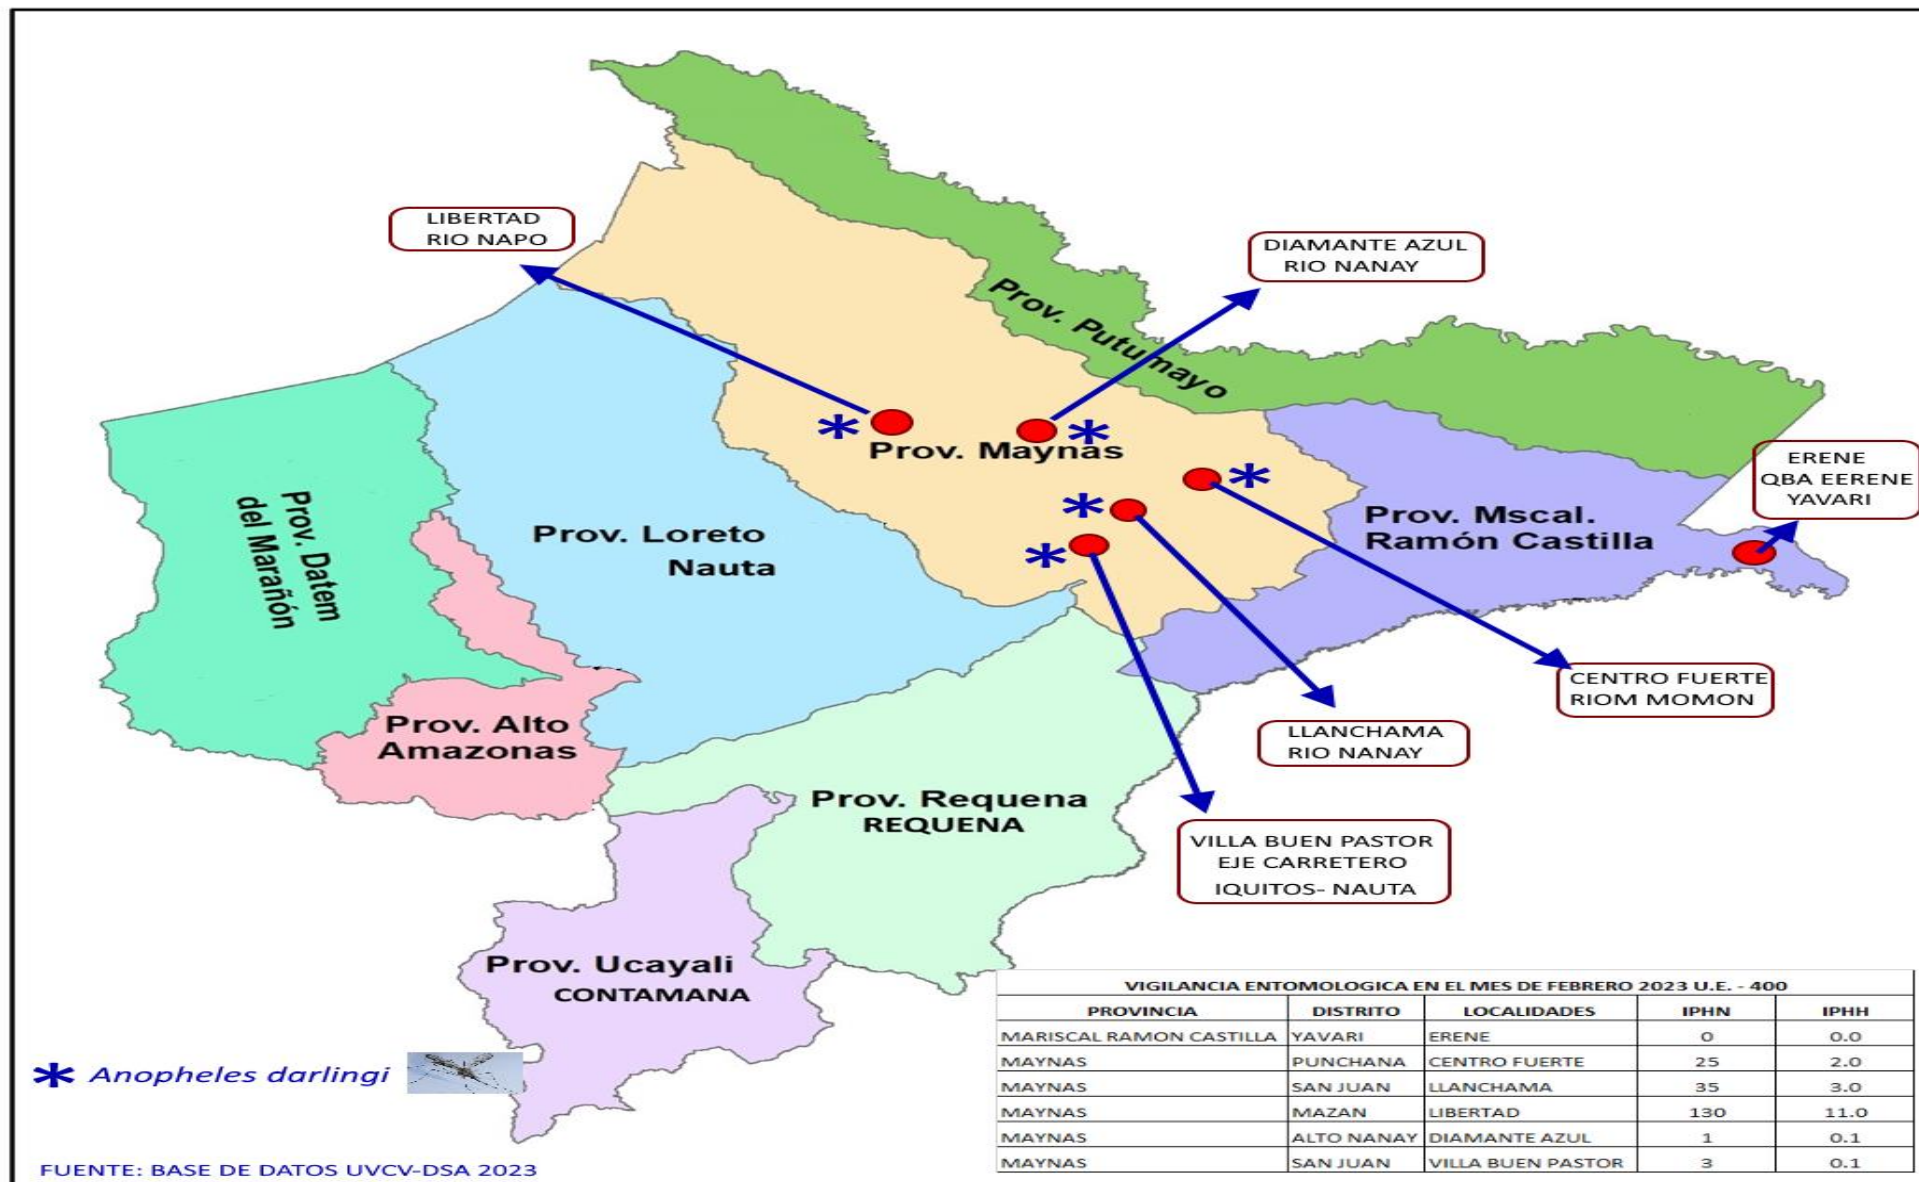 LIBERTAD
RIO NAPO
DIAMANTE AZUL
RIO NANAY
Prov. Putumayo
ERENE
QBA EERENE
YAVARI
Prov. Maynas
Prov. Mscal.
Ramón Castilla
Prov. Datem
del Marañón
Prov. Loreto
Nauta
CENTRO FUERTE
RIOM MOMON
LLANCHAMA
RIO NANAY
Prov. Alto
Amazonas
Prov. Requena
REQUENA
VILLA BUEN PASTOR
EJE CARRETERO
IQUITOS- NAUTA
Prov. Ucayali
CONTAMANA
VIGILANCIA ENTOMOLOGICA EN EL MES DE FEBRERO 2023 U.E. - 400
PROVINCIA DISTRITO LOCALIDADES IPHN IPHH
MARISCAL RAMON CASTILLA YAVARI ERENE 0 0.0
MAYNAS PUNCHANA CENTRO FUERTE 25 2.0
MAYNAS SAN JUAN LLANCHAMA 35 3.0
MAYNAS MAZAN LIBERTAD 130 11.0
MAYNAS ALTO NANAY DIAMANTE AZUL 1 0.1
MAYNAS SAN JUAN VILLA BUEN PASTOR 3 0.1
* Anopheles darlingi
FUENTE: BASE DE DATOS UVCV-DSA 2023